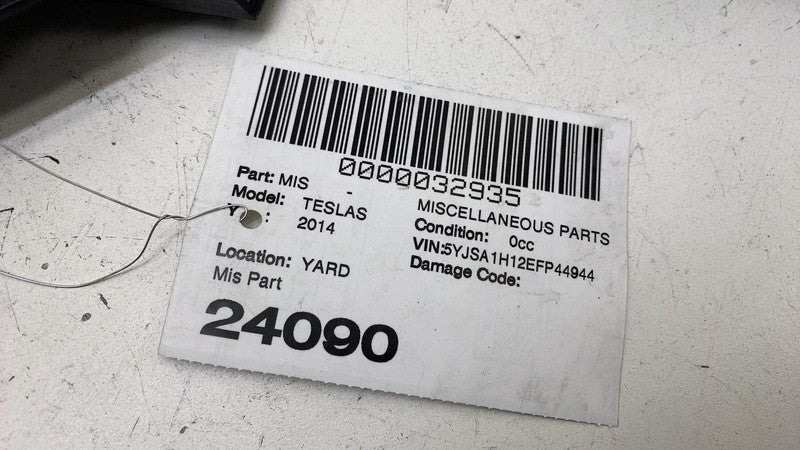 0000032935
Part: MIS - MISCELLANEOUS PARTS
Model: TESLAS Condition: 0cc
Y : 2014 VIN:5YJSA1H12EFP44944
Location: YARD Damage Code:
Mis Part
24090